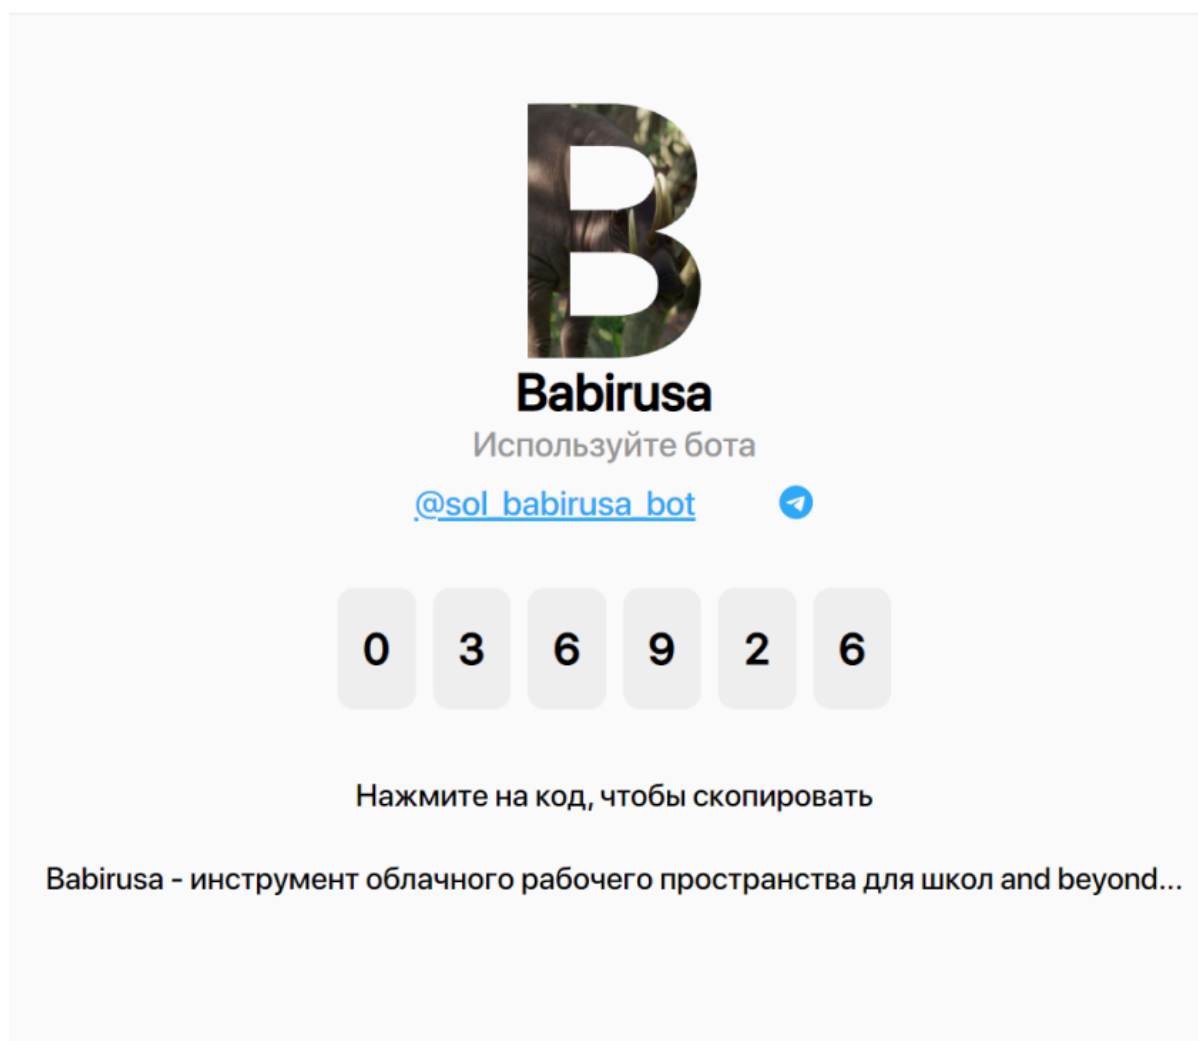 B
Babirusa
Используйте бота
@sol_babirusa_bot
0 3 6 9 2 6
Нажмите на код, чтобы скопировать
Babirusa - инструмент облачного рабочего пространства для школ and beyond...